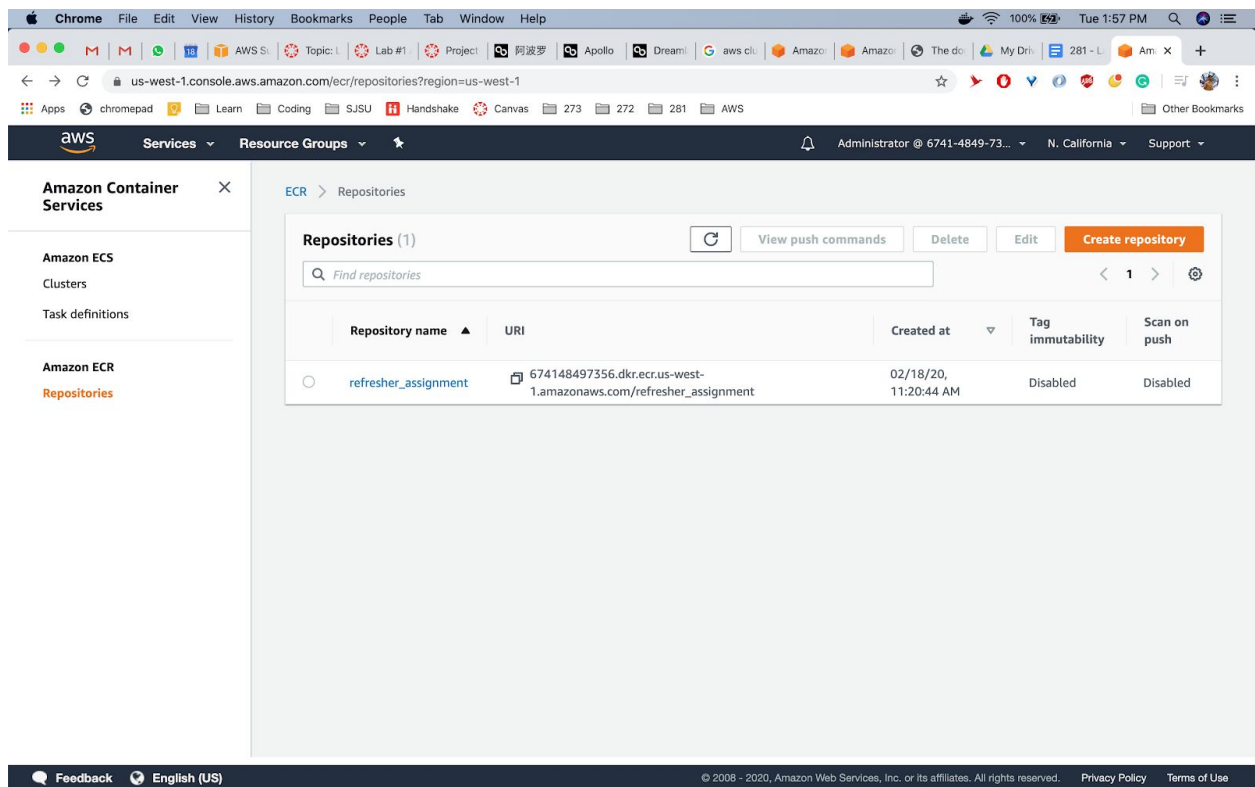 Chrome File Edit View History Bookmarks People Tab Window Help 100% Tue 1:57 PM
18 AWS Su Topic: L Lab #1 Project 阿波罗 Apollo Dreaml aws clu Amazon Amazon The do My Driv 281 - L Am
us-west-1.console.aws.amazon.com/ecr/repositories?region=us-west-1
Apps chromepad Learn Coding SJSU Handshake Canvas 273 272 281 AWS Other Bookmarks
aws Services Resource Groups Administrator @ 6741-4849-73... N. California Support
Amazon Container
Services
Amazon ECS
Clusters
Task definitions
Amazon ECR
Repositories
ECR > Repositories
Repositories (1) View push commands Delete Edit Create repository
Find repositories
1
Repository name URI Created at Tag immutability Scan on push
refresher_assignment 674148497356.dkr.ecr.us-west-
1.amazonaws.com/refresher_assignment 02/18/20,
11:20:44 AM Disabled Disabled
Feedback English (US) © 2008 - 2020, Amazon Web Services, Inc. or its affiliates. All rights reserved. Privacy Policy Terms of Use